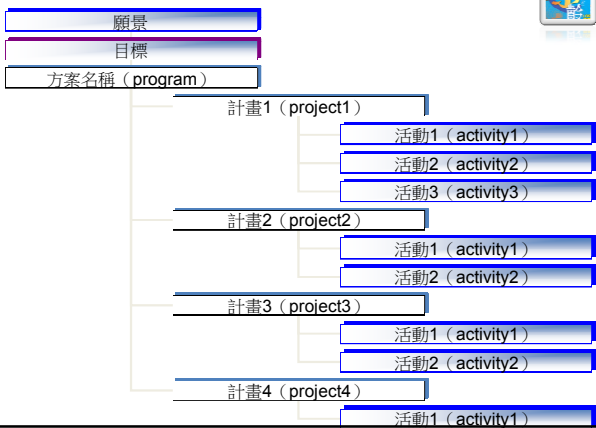 願景
目標
方案名稱（program）
計畫1（project1）
活動1（activity1）
活動2（activity2）
活動3（activity3）
計畫2（project2）
活動1（activity1）
活動2（activity2）
計畫3（project3）
活動1（activity1）
活動2（activity2）
計畫4（project4）
活動1（activity1）